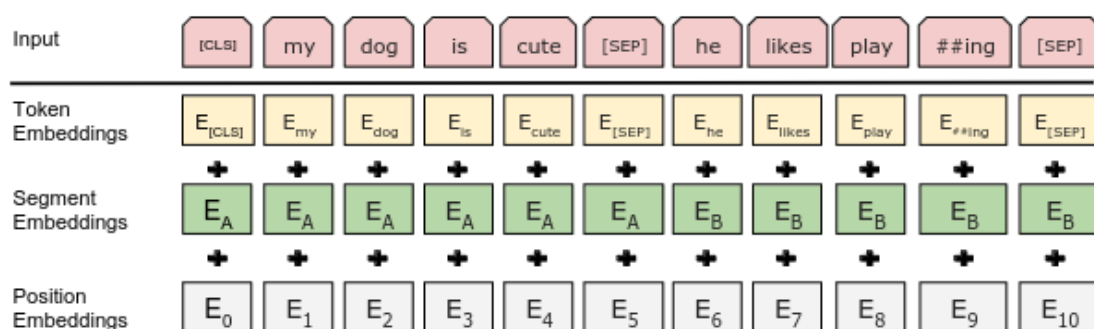 Input [CLS] my dog is cute [SEP] he likes play ##ing [SEP]
Token
Embeddings E[CLS] Emy Edog Eis Ecute E[SEP] Ehe Elikes Eplay E##ing E[SEP]
+ + + + + + + + + + +
Segment
Embeddings EA EA EA EA EA EA EB EB EB EB EB
+ + + + + + + + + + +
Position
Embeddings E0 E1 E2 E3 E4 E5 E6 E7 E8 E9 E10